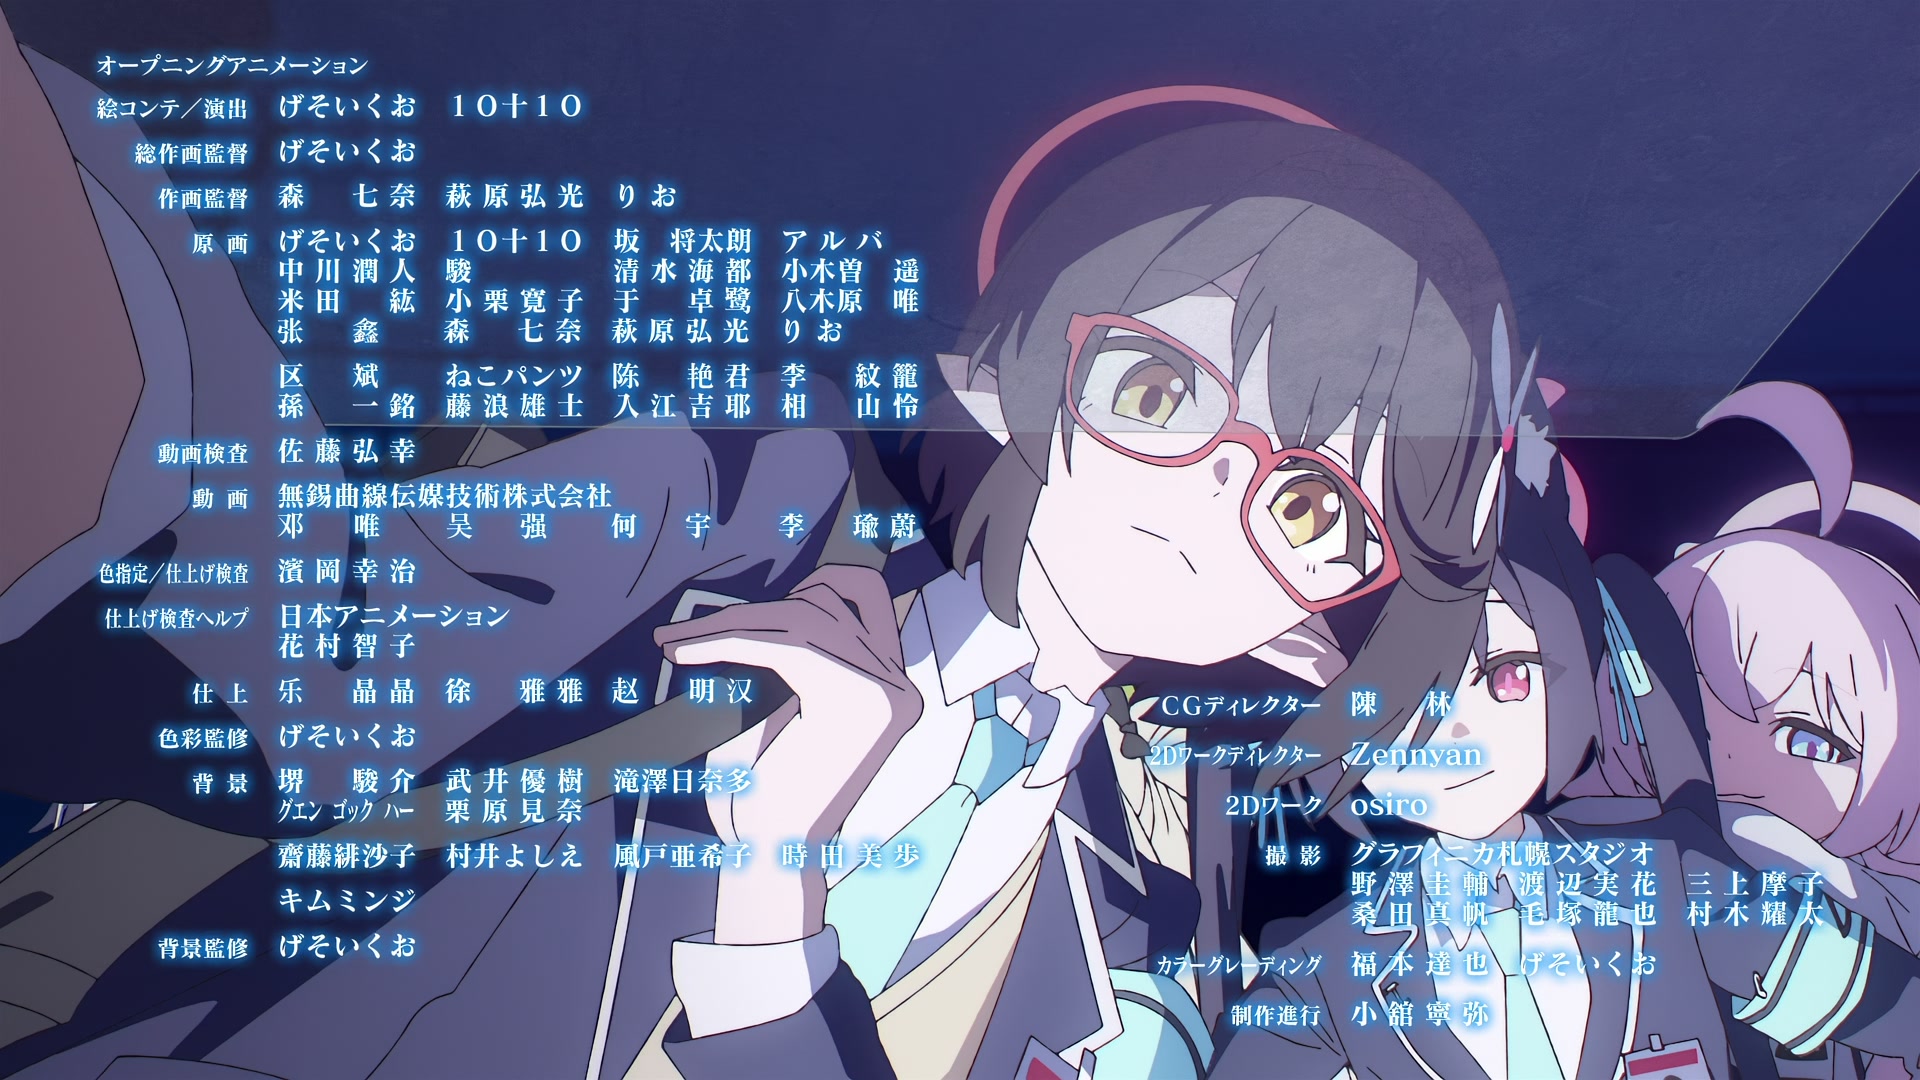 オープニングアニメーション
絵コンテ／演出 げそいくお 10十10
総作画監督 げそいくお
作画監督 森 七奈 萩原弘光 りお
原画 げそいくお 10十10 坂 将太朗 アルバ
中川潤人 駿 清水海都 小木曽 遥
米田 紘 小栗寛子 于 卓鹭 八木原 唯
张 鑫 森 七奈 萩原弘光 りお
区 斌 ねこパンツ 陈 艳君 李 紋籠
孫 一銘 藤浪雄士 入江吉耶 相 山怜
動画検査 佐藤弘幸
動画 無錫曲線伝媒技術株式会社
邓 唯 吴 强 何 宇 李 瑜蔚
色指定／仕上げ検査 濱岡幸治
仕上げ検査ヘルプ 日本アニメーション
花村智子
仕上 乐 晶晶 徐 雅雅 赵 明汉
色彩監修 げそいくお
背景 堺 駿介 武井優樹 滝澤日奈多
グエン ゴック ハー 栗原見奈
齋藤緋沙子 村井よしえ 風戸亜希子 時田美歩
キムミンジ
背景監修 げそいくお
CGディレクター 陳 林
2Dワークディレクター Zennyan
2Dワーク osiro
撮影 グラフィニカ札幌スタジオ
野澤圭輔 渡辺実花 三上摩子
桑田真帆 毛塚龍也 村木耀太
カラーグレーディング 福本達也 げそいくお
制作進行 小舘寧弥